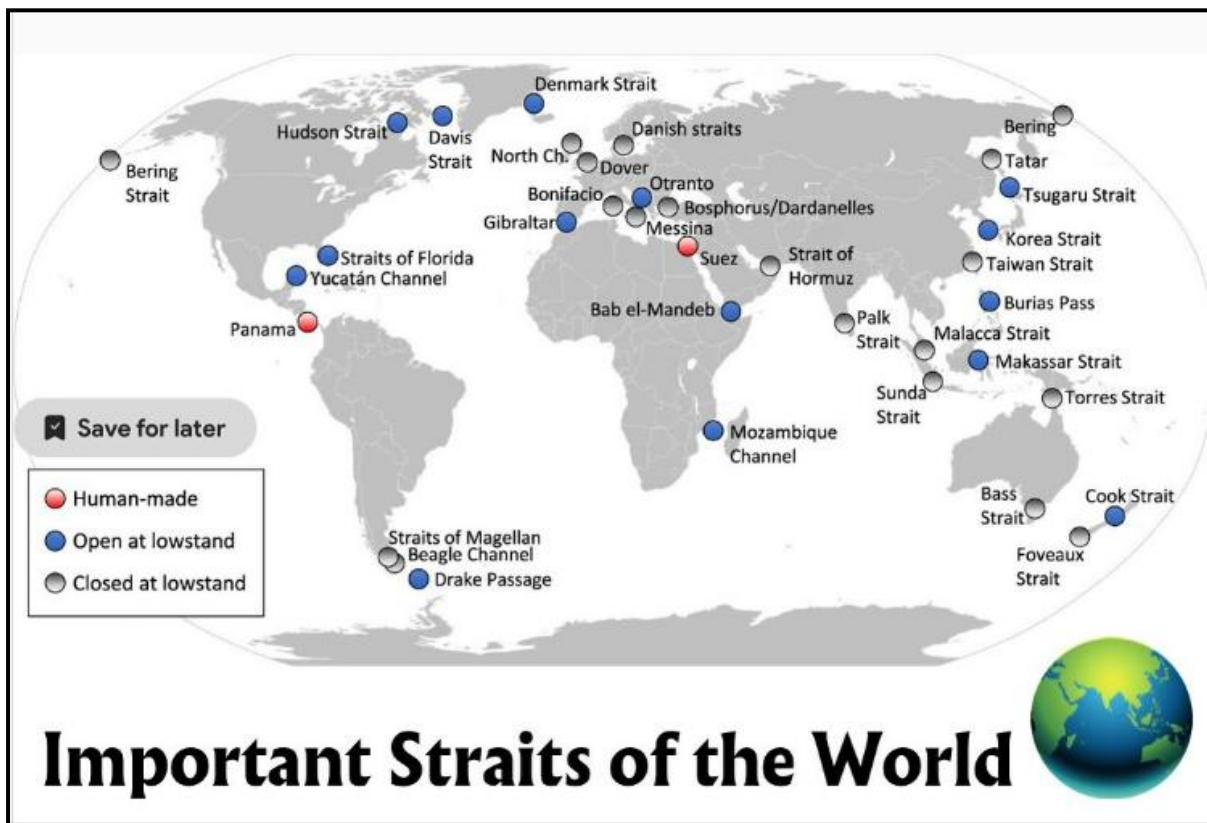 Denmark Strait
Hudson Strait
Davis
Strait
North Ch.
Danish straits
Dover
Bering
Bering
Strait
Tatar
Bonifacio
Otranto
Tsugaru Strait
Bosphorus/Dardanelles
Gibraltar
Messina
Korea Strait
Straits of Florida
Suez
Strait of
Hormuz
Taiwan Strait
Yucatán Channel
Bab el-Mandeb
Burias Pass
Panama
Palk
Strait
Malacca Strait
Makassar Strait
Sunda
Strait
Torres Strait
Save for later
Mozambique
Channel
Human-made
Open at lowstand
Closed at lowstand
Bass
Strait
Cook Strait
Foveaux
Strait
Straits of Magellan
Beagle Channel
Drake Passage
Important Straits of the World